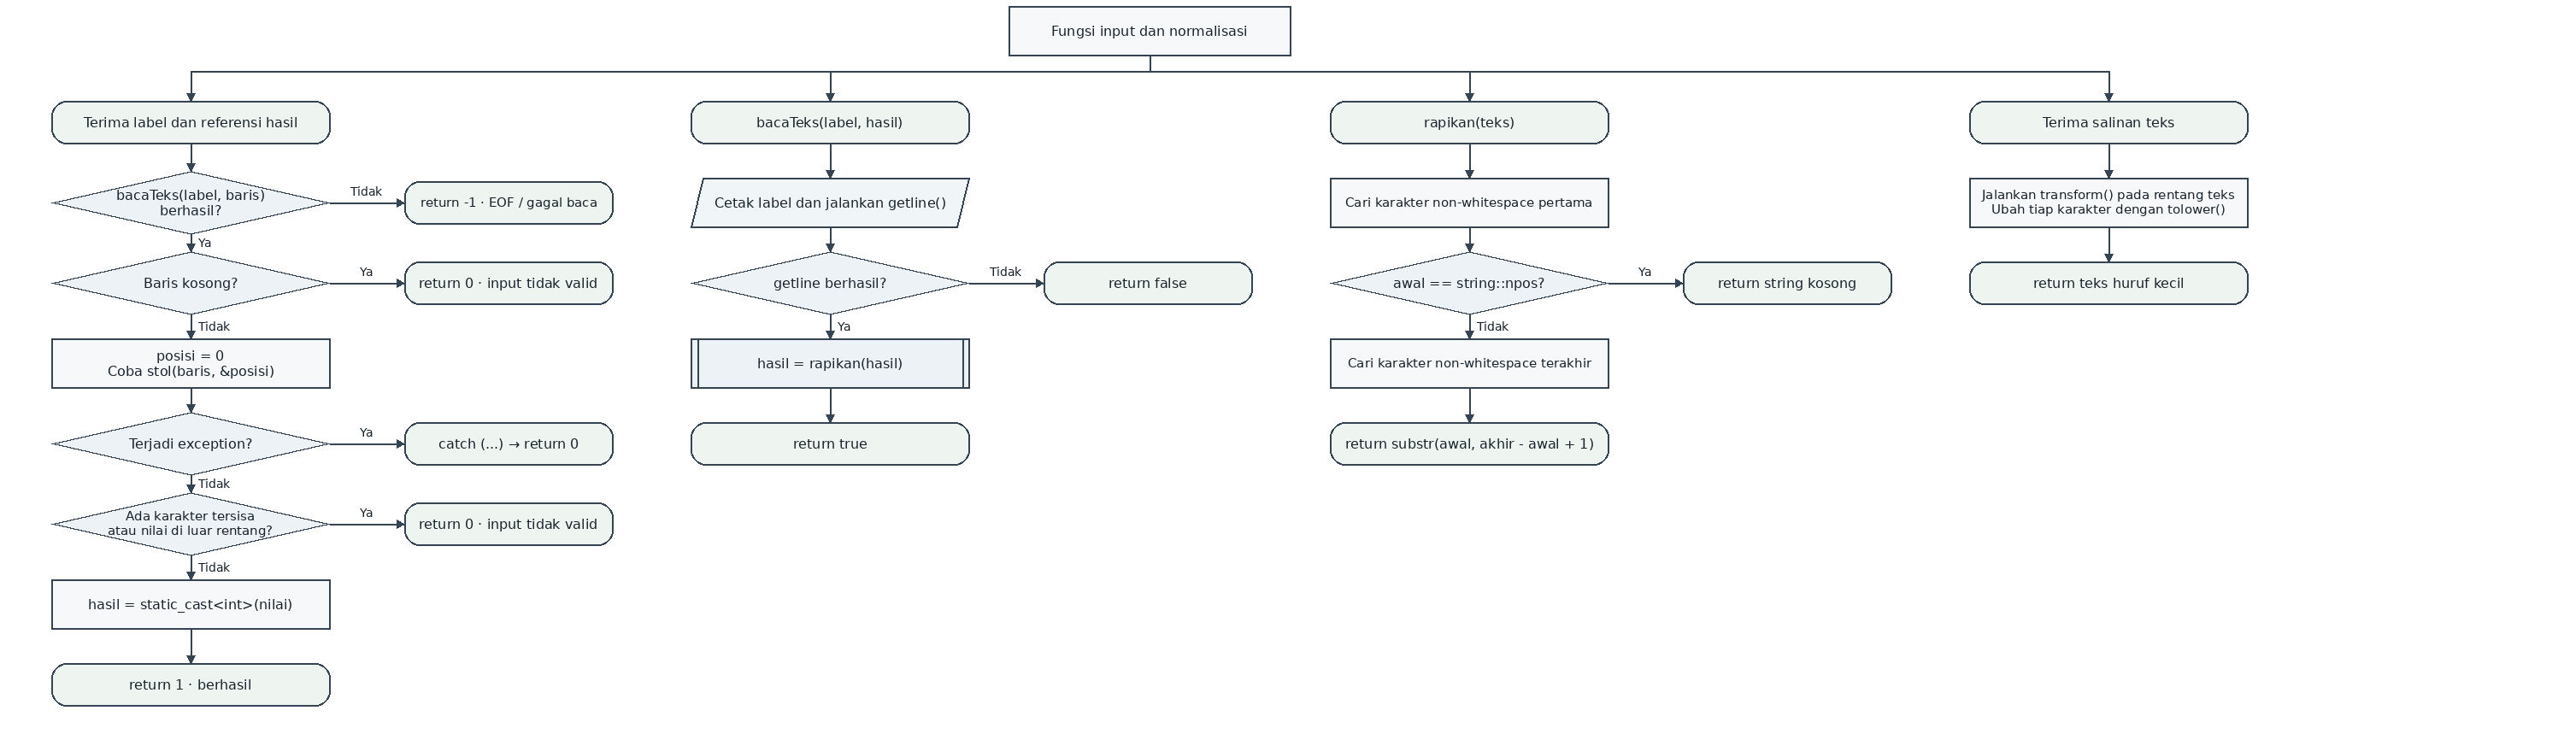 Fungsi input dan normalisasi
Terima label dan referensi hasil
bacaTeks(label, baris)
berhasil?
Tidak
return -1 · EOF / gagal baca
Ya
Baris kosong?
Ya
return 0 · input tidak valid
Tidak
posisi = 0
Coba stol(baris, &posisi)
Terjadi exception?
Ya
catch (...) → return 0
Tidak
Ada karakter tersisa
atau nilai di luar rentang?
Ya
return 0 · input tidak valid
Tidak
hasil = static_cast<int>(nilai)
return 1 · berhasil
bacaTeks(label, hasil)
Cetak label dan jalankan getline()
getline berhasil?
Tidak
return false
Ya
hasil = rapikan(hasil)
return true
rapikan(teks)
Cari karakter non-whitespace pertama
awal == string::npos?
Ya
return string kosong
Tidak
Cari karakter non-whitespace terakhir
return substr(awal, akhir - awal + 1)
Terima salinan teks
Jalankan transform() pada rentang teks
Ubah tiap karakter dengan tolower()
return teks huruf kecil